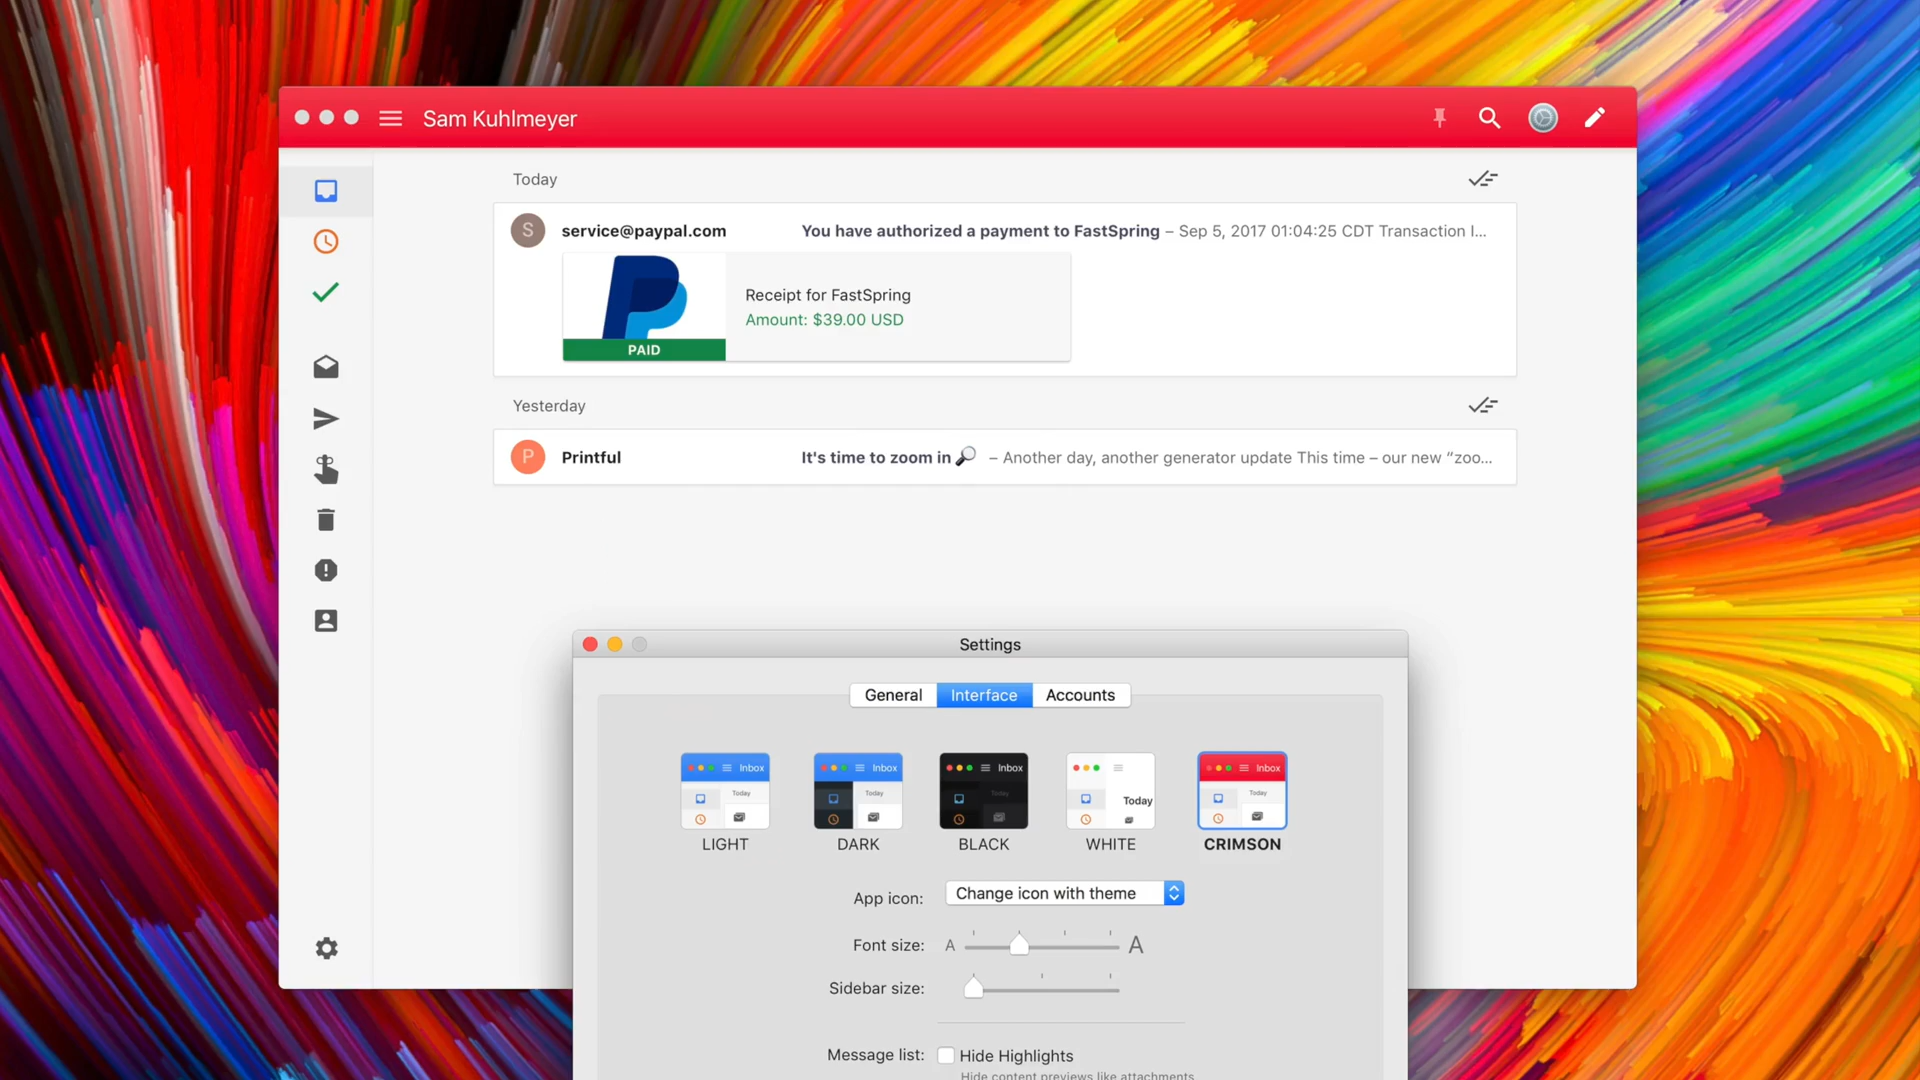 Sam Kuhlmeyer
Today
S service@paypal.com You have authorized a payment to FastSpring – Sep 5, 2017 01:04:25 CDT Transaction I...
Receipt for FastSpring
Amount: $39.00 USD
PAID
Yesterday
P Printful It's time to zoom in 🔎 – Another day, another generator update This time – our new “zoo...
Settings
General Interface Accounts
Inbox Inbox Inbox Inbox
Today Today Today Today Today
LIGHT DARK BLACK WHITE CRIMSON
App icon: Change icon with theme
Font size: A A
Sidebar size:
Message list: Hide Highlights
Hide content previews like attachments